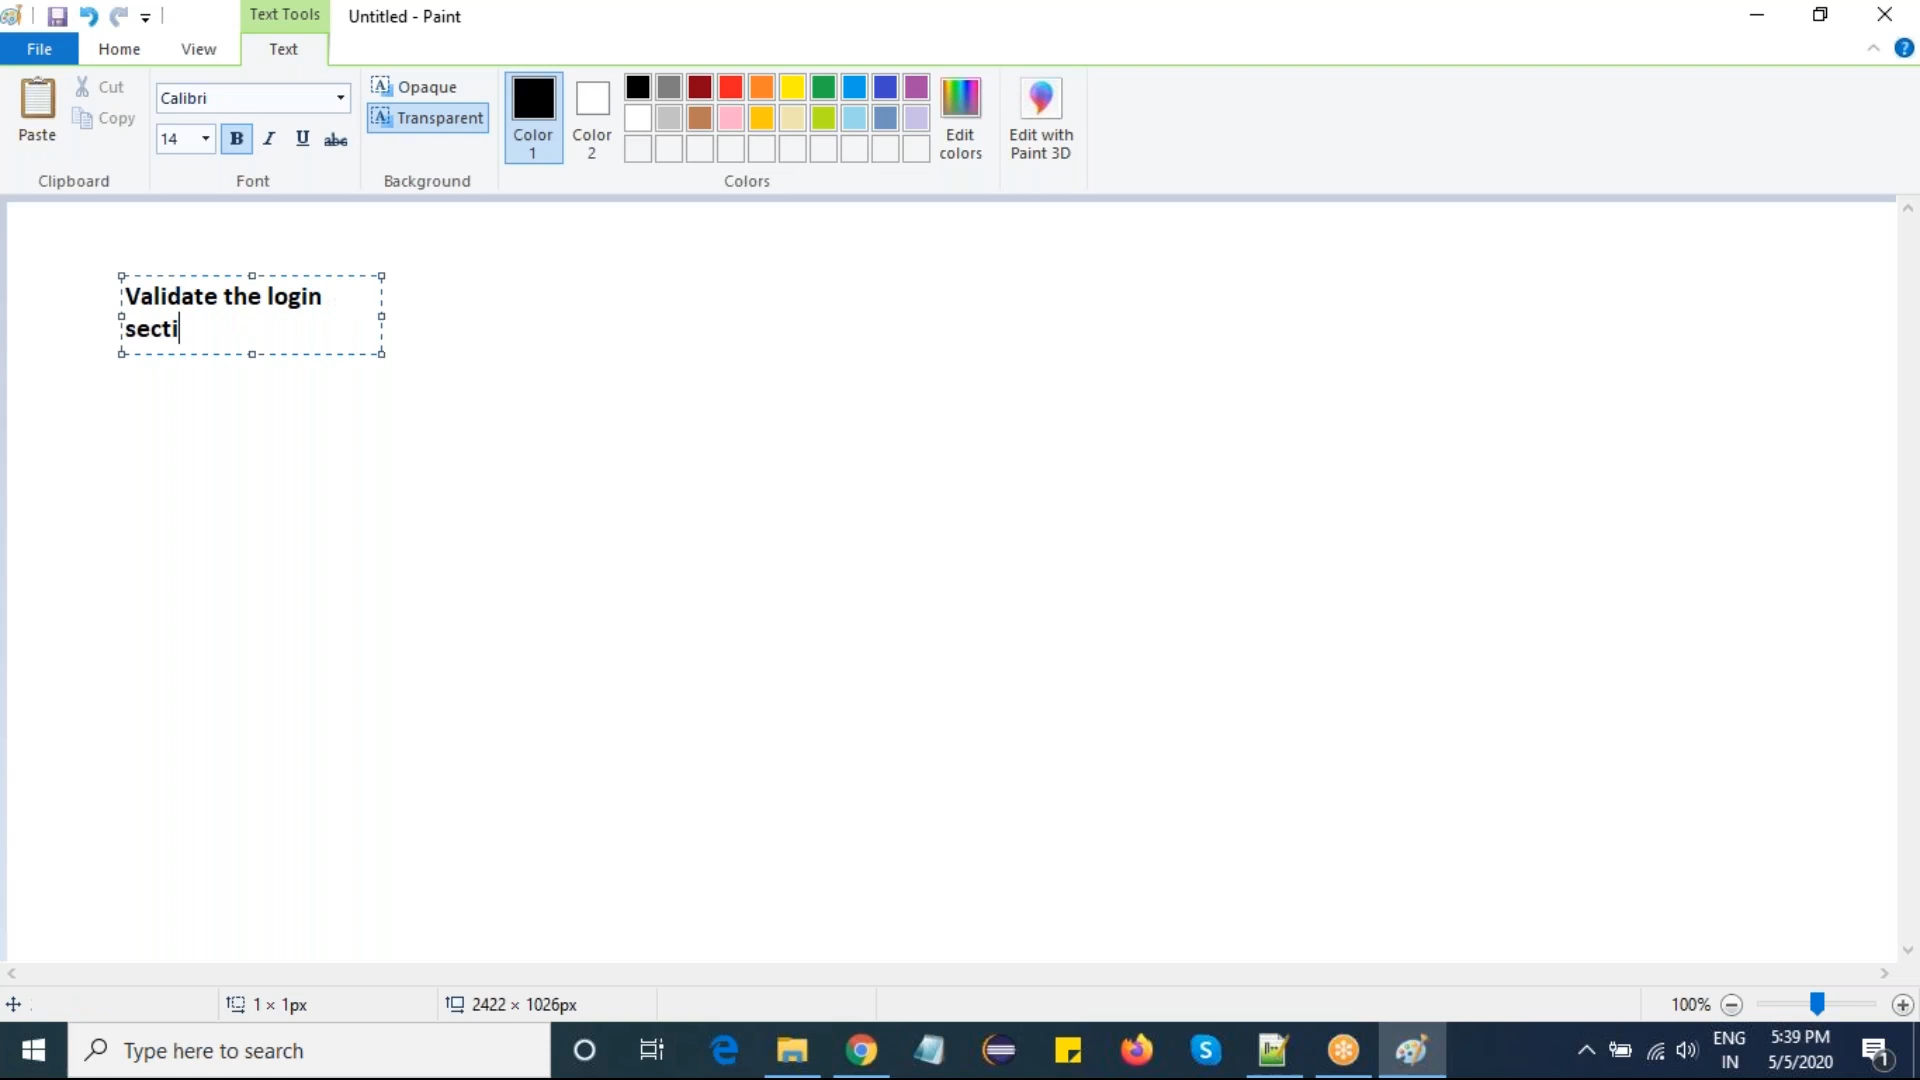 Text Tools
Untitled - Paint
File
Home
View
Text
Paste
Cut
Copy
Clipboard
Calibri
14
B I U abc
Font
Opaque
Transparent
Background
Color 1
Color 2
Colors
Edit colors
Edit with Paint 3D
Validate the login
secti
1 × 1px
2422 × 1026px
100%
Type here to search
ENG
IN
5:39 PM
5/5/2020
1